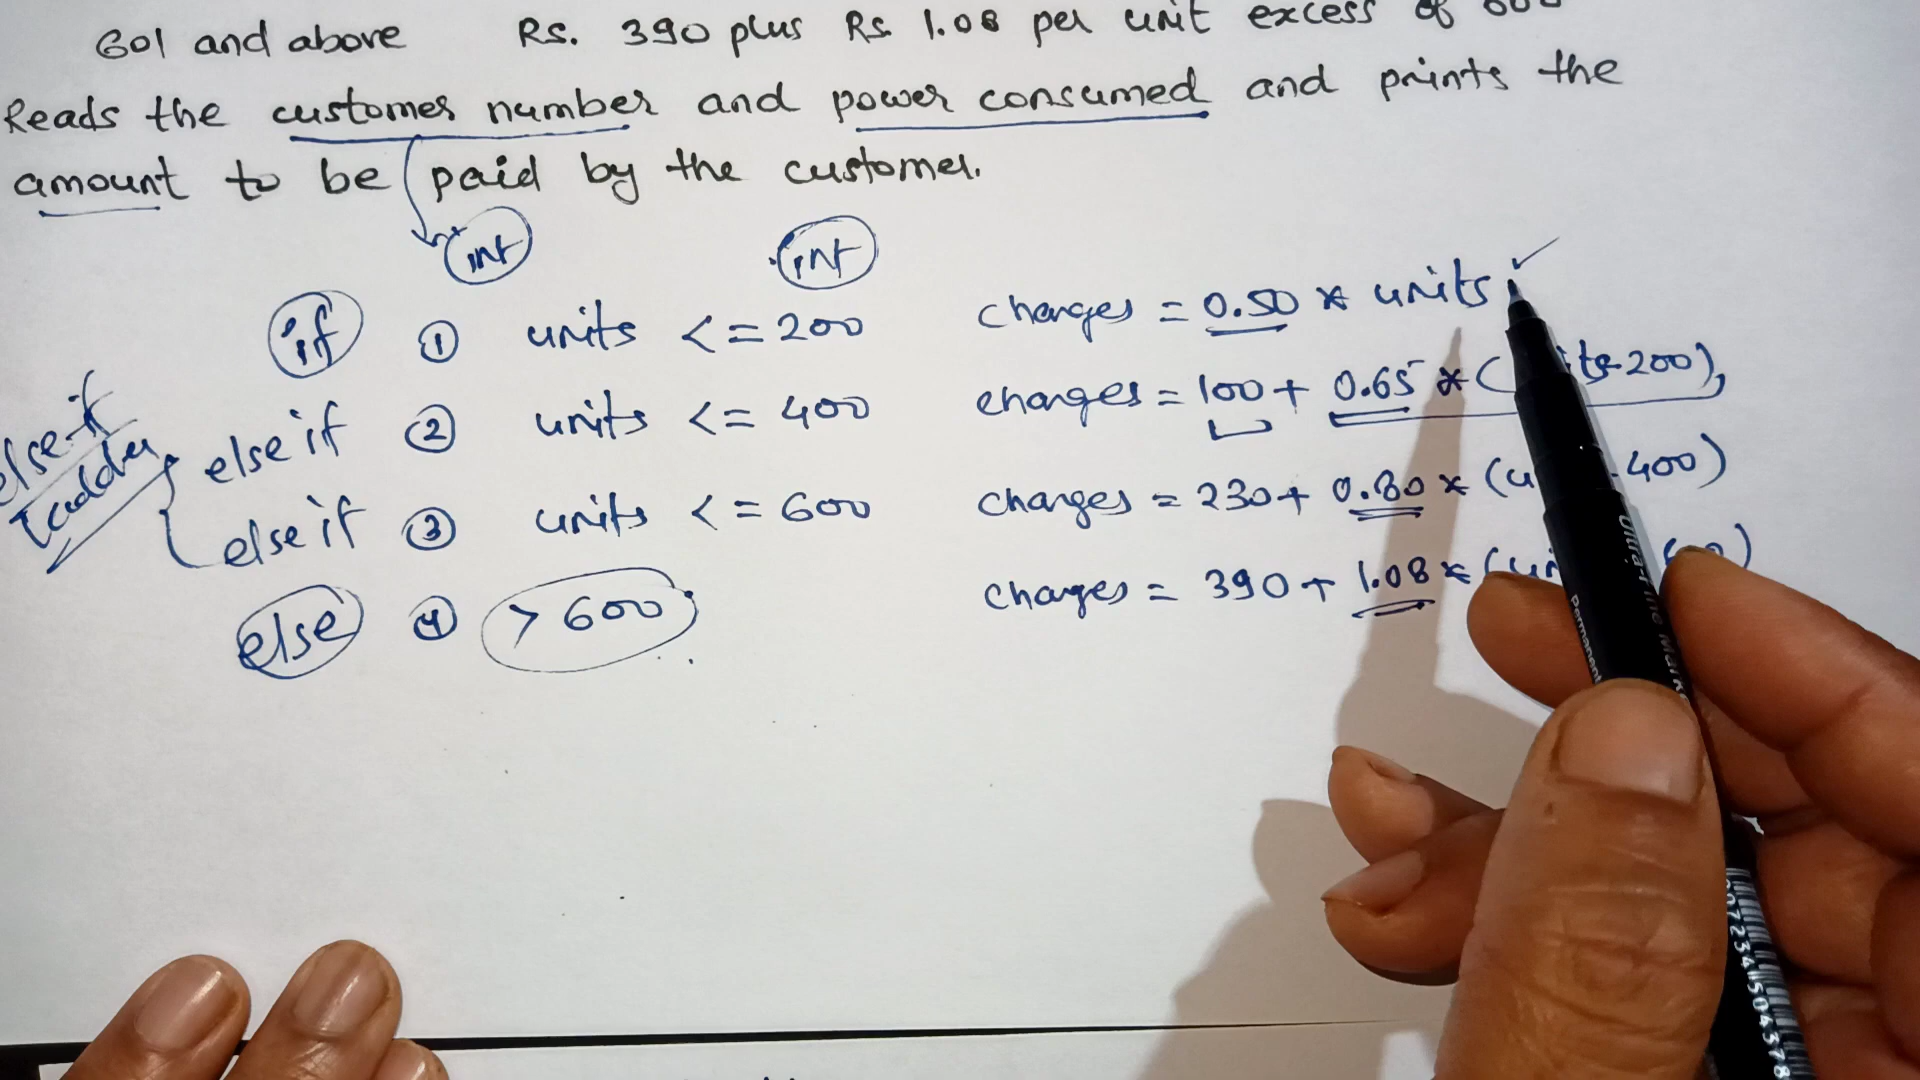 601 and above Rs. 390 plus Rs. 1.08 per unit excess of 600
Reads the customer number and power consumed and prints the
amount to be paid by the customer.
int int
if ① units <= 200 charges = 0.50 * units
else-if
ladder
else if ② units <= 400 charges = 100 + 0.65 * ( -200),
else if ③ units <= 600 charges = 230 + 0.80 * ( -400)
else ④ > 600 charges = 390 + 1.08 * ( )
Permanent